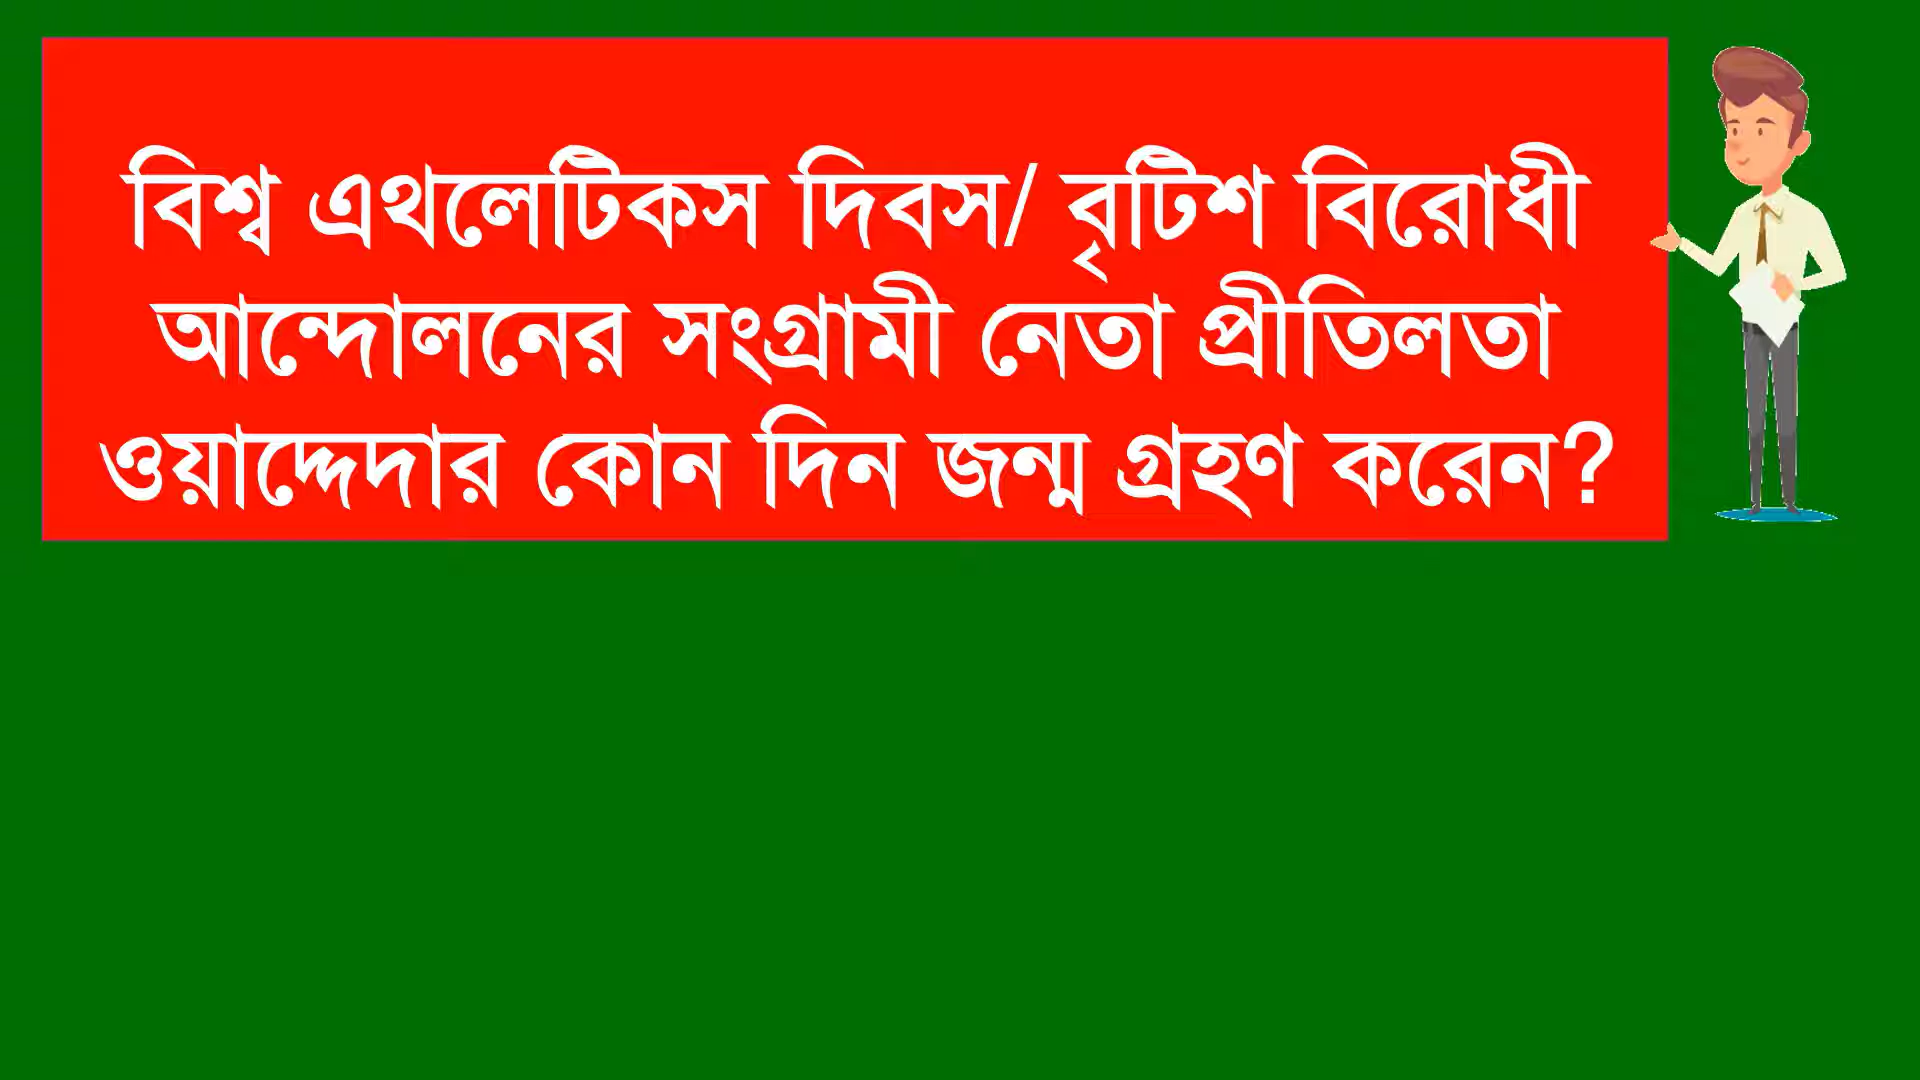 বিশ্ব এথলেটিকস দিবস/ বৃটিশ বিরোধী
আন্দোলনের সংগ্রামী নেতা প্রীতিলতা
ওয়াদ্দেদার কোন দিন জন্ম গ্রহণ করেন?